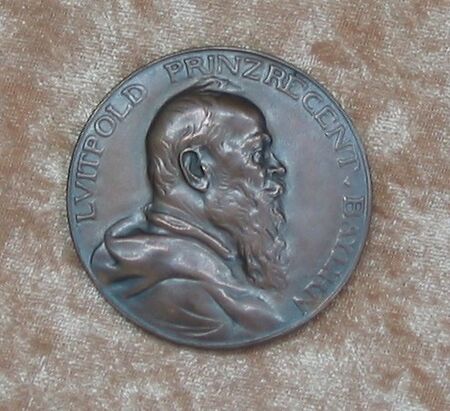 LVITPOLD PRINZREGENT · BAYERN